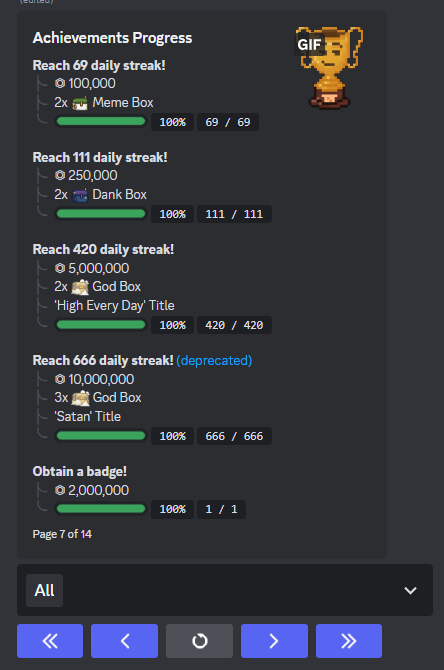 (edited)
Achievements Progress
GIF
Reach 69 daily streak!
100,000
2x Meme Box
100% 69 / 69
Reach 111 daily streak!
250,000
2x Dank Box
100% 111 / 111
Reach 420 daily streak!
5,000,000
2x God Box
'High Every Day' Title
100% 420 / 420
Reach 666 daily streak! (deprecated)
10,000,000
3x God Box
'Satan' Title
100% 666 / 666
Obtain a badge!
2,000,000
100% 1 / 1
Page 7 of 14
All